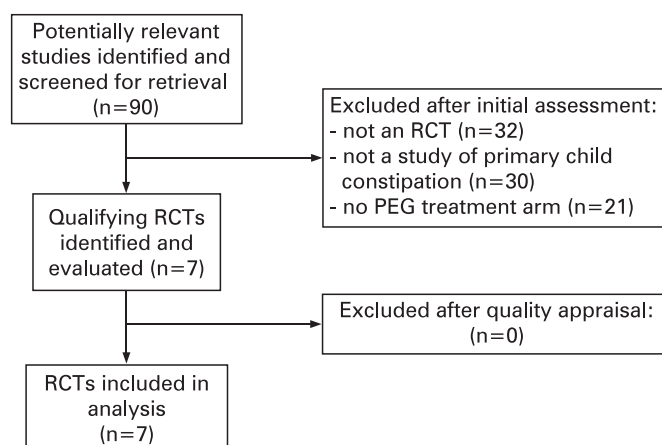 Potentially relevant
studies identified and
screened for retrieval
(n=90)
Excluded after initial assessment:
- not an RCT (n=32)
- not a study of primary child
constipation (n=30)
- no PEG treatment arm (n=21)
Qualifying RCTs
identified and
evaluated (n=7)
Excluded after quality appraisal:
(n=0)
RCTs included in
analysis
(n=7)